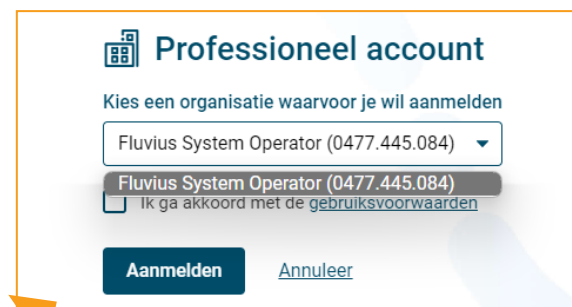 Professioneel account
Kies een organisatie waarvoor je wil aanmelden
Fluvius System Operator (0477.445.084)
Fluvius System Operator (0477.445.084)
Ik ga akkoord met de gebruiksvoorwaarden
Aanmelden Annuleer